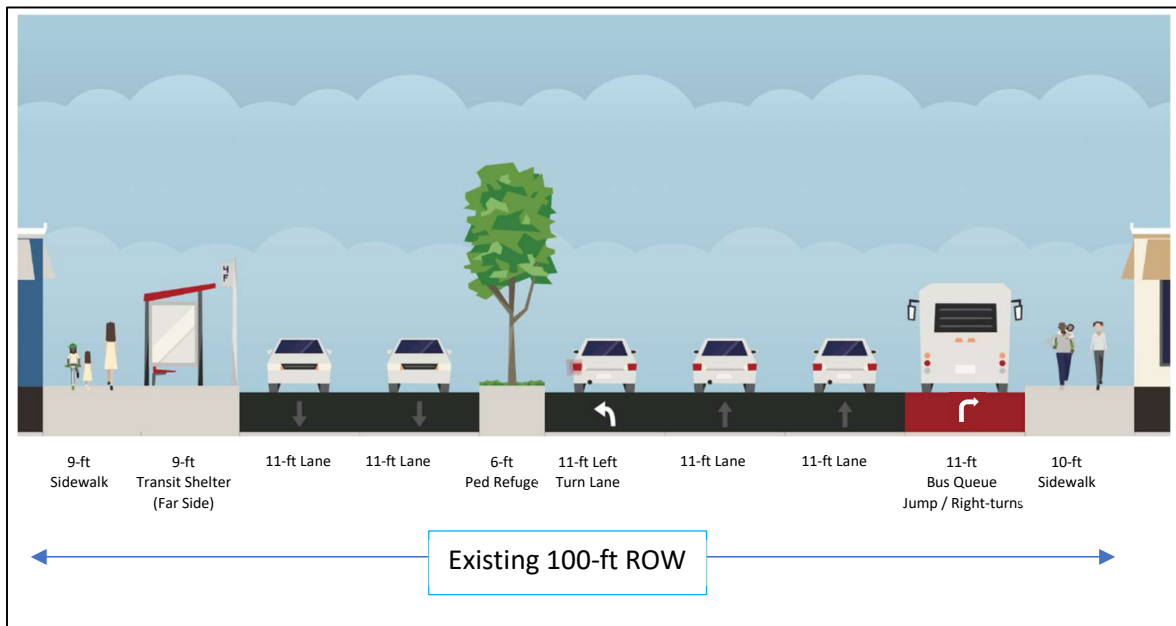 4
F
9-ft
Sidewalk
9-ft
Transit Shelter
(Far Side)
11-ft Lane
11-ft Lane
6-ft
Ped Refuge
11-ft Left
Turn Lane
11-ft Lane
11-ft Lane
11-ft
Bus Queue
Jump / Right-turns
10-ft
Sidewalk
Existing 100-ft ROW